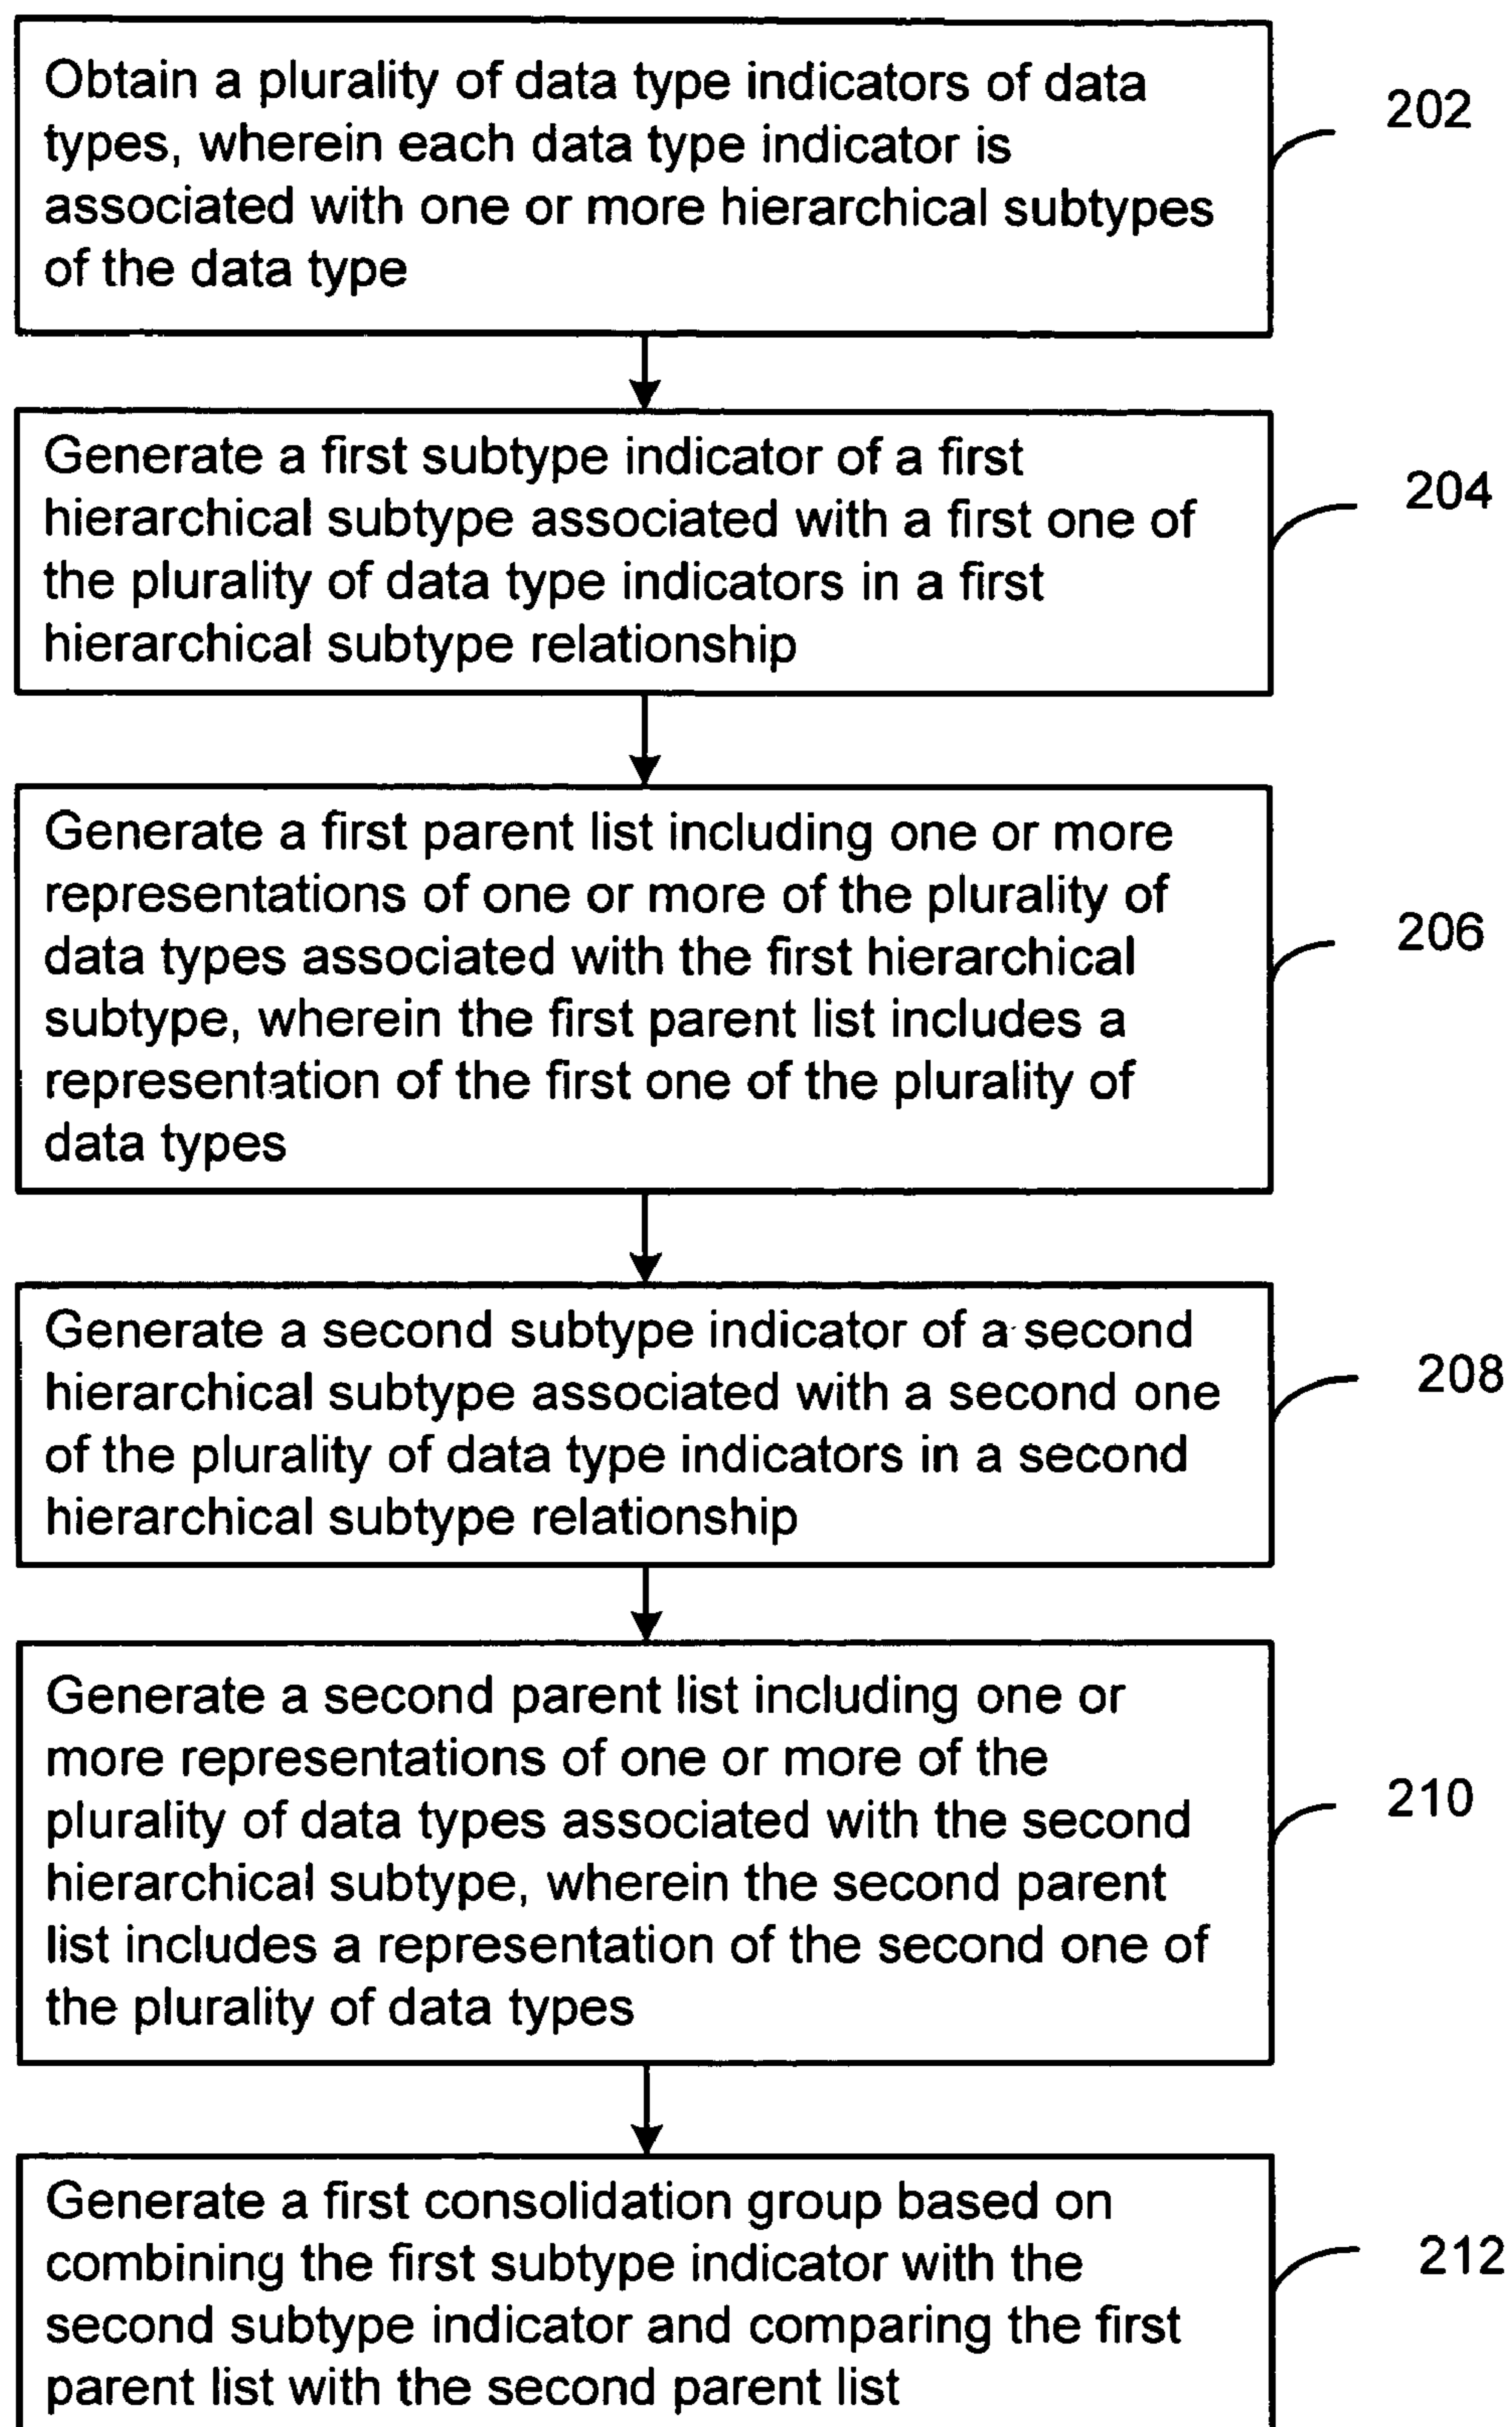 Obtain a plurality of data type indicators of data
types, wherein each data type indicator is
associated with one or more hierarchical subtypes
of the data type
202
Generate a first subtype indicator of a first
hierarchical subtype associated with a first one of
the plurality of data type indicators in a first
hierarchical subtype relationship
204
Generate a first parent list including one or more
representations of one or more of the plurality of
data types associated with the first hierarchical
subtype, wherein the first parent list includes a
representation of the first one of the plurality of
data types
206
Generate a second subtype indicator of a second
hierarchical subtype associated with a second one
of the plurality of data type indicators in a second
hierarchical subtype relationship
208
Generate a second parent list including one or
more representations of one or more of the
plurality of data types associated with the second
hierarchical subtype, wherein the second parent
list includes a representation of the second one of
the plurality of data types
210
Generate a first consolidation group based on
combining the first subtype indicator with the
second subtype indicator and comparing the first
parent list with the second parent list
212